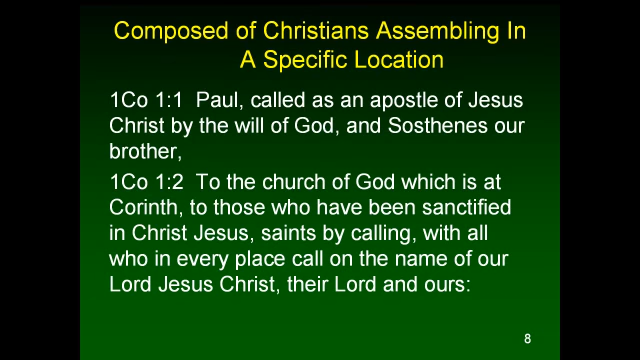 Composed of Christians Assembling In
A Specific Location
1Co 1:1  Paul, called as an apostle of Jesus
Christ by the will of God, and Sosthenes our
brother,
1Co 1:2  To the church of God which is at
Corinth, to those who have been sanctified
in Christ Jesus, saints by calling, with all
who in every place call on the name of our
Lord Jesus Christ, their Lord and ours:
8